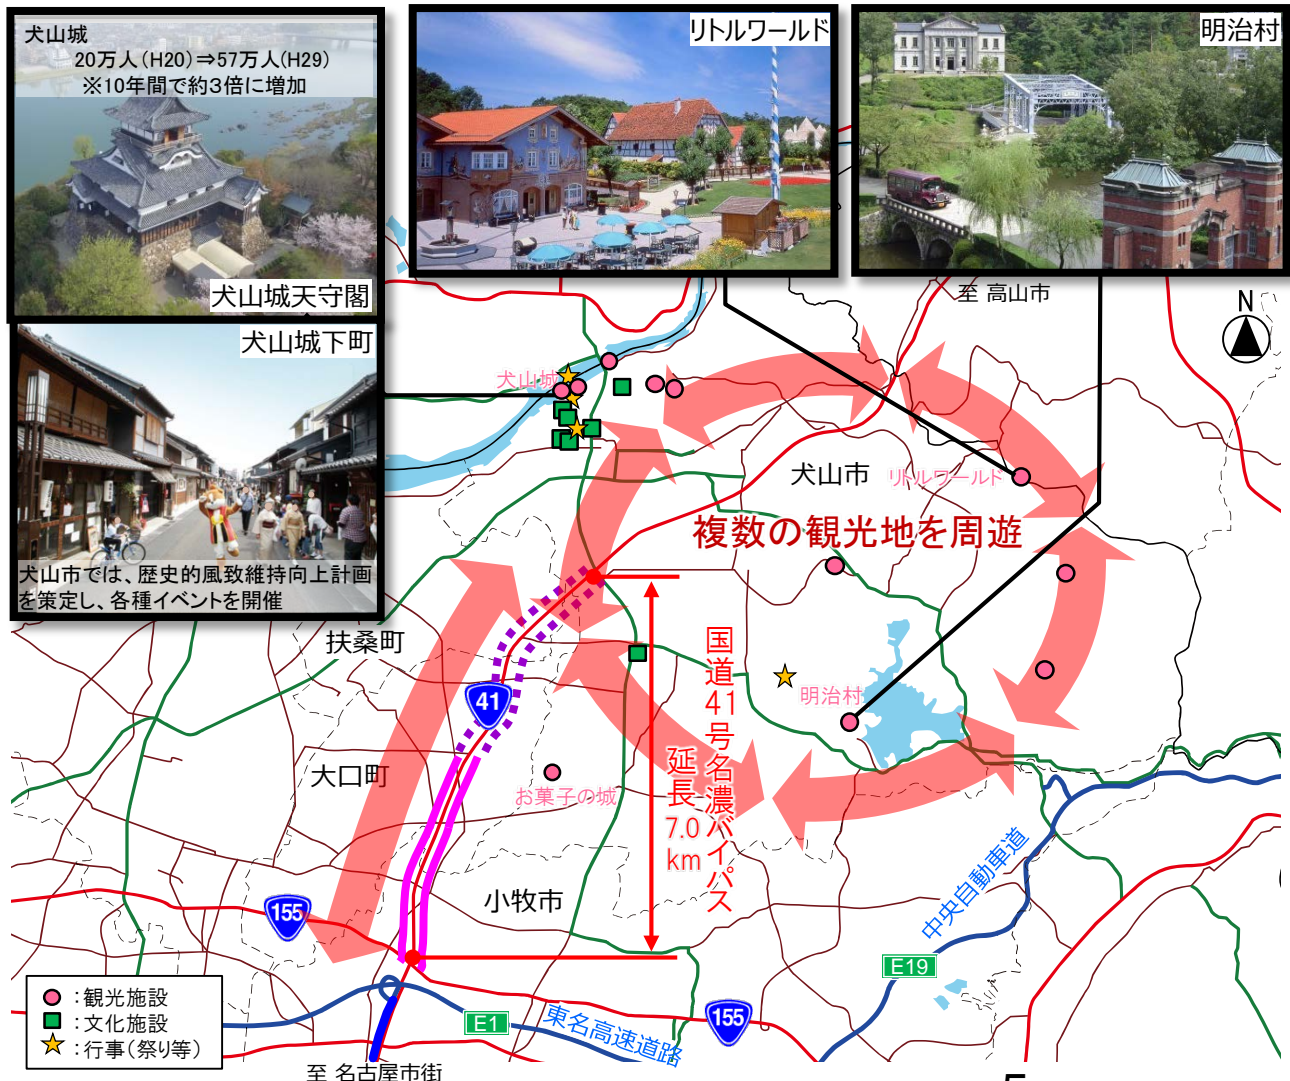 犬山城
20万人(H20)⇒57万人(H29)
※10年間で約3倍に増加
犬山城天守閣
リトルワールド
明治村
犬山城下町
犬山市では、歴史的風致維持向上計画
を策定し、各種イベントを開催
至 高山市
N
犬山城
犬山市
リトルワールド
複数の観光地を周遊
扶桑町
41
国道41号名濃バイパス
延長7.0km
明治村
大口町
お菓子の城
小牧市
155
中央自動車道
E19
:観光施設
:文化施設
:行事(祭り等)
E1
東名高速道路
155
至 名古屋市街